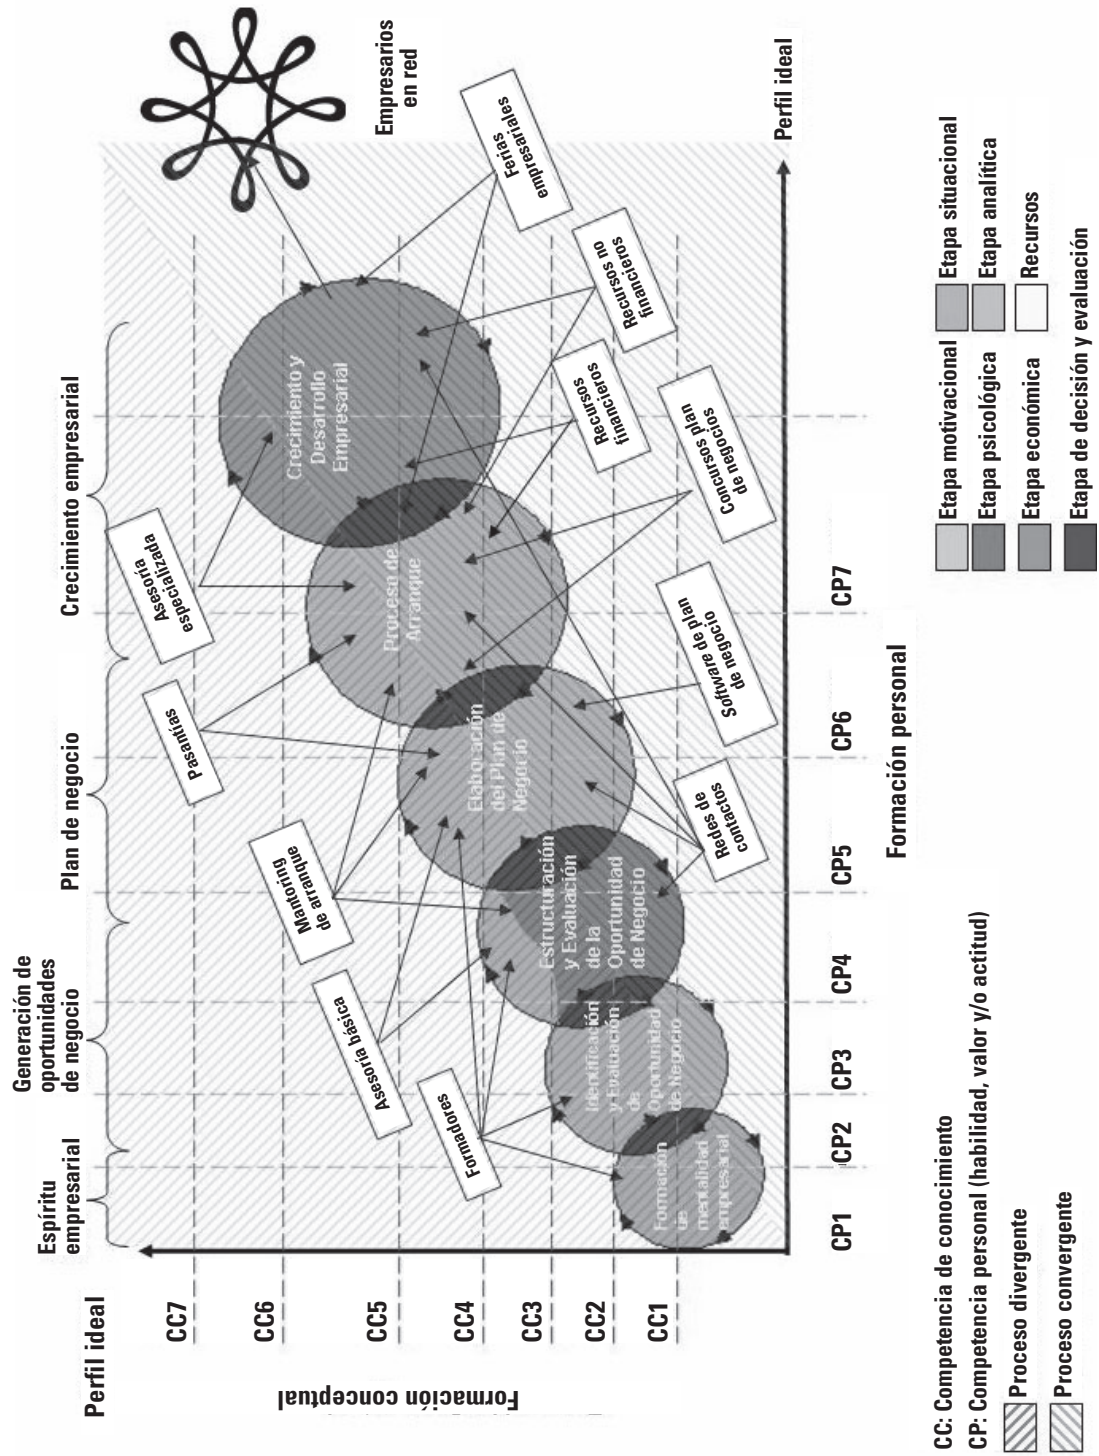 Espíritu
empresarial
Generación de
oportunidades
de negocio
Plan de negocio
Crecimiento empresarial
Perfil ideal
CC7
CC6
CC5
CC4
CC3
CC2
CC1
Formación conceptual
Asesoría
especializada
Pasantías
Mantoring
de arranque
Asesoría básica
Formadores
Empresarios
en red
Ferias
empresariales
Recursos no
financieros
Recursos
financieros
Concursos plan
de negocios
Software de plan
de negocio
Redes de
contactos
Crecimiento y
Desarrollo
Empresarial
Proceso de
Arranque
Elaboración
del Plan de
Negocio
Estructuración
y Evaluación
de la
Oportunidad
de Negocio
Identificación
y Evaluación
de
Oportunidad
de Negocio
Formación
de
mentalidad
empresarial
CP1
CP2
CP3
CP4
CP5
CP6
CP7
Perfil ideal
Formación personal
CC: Competencia de conocimiento
CP: Competencia personal (habilidad, valor y/o actitud)
Proceso divergente
Proceso convergente
Etapa motivacional
Etapa situacional
Etapa psicológica
Etapa analítica
Etapa económica
Recursos
Etapa de decisión y evaluación